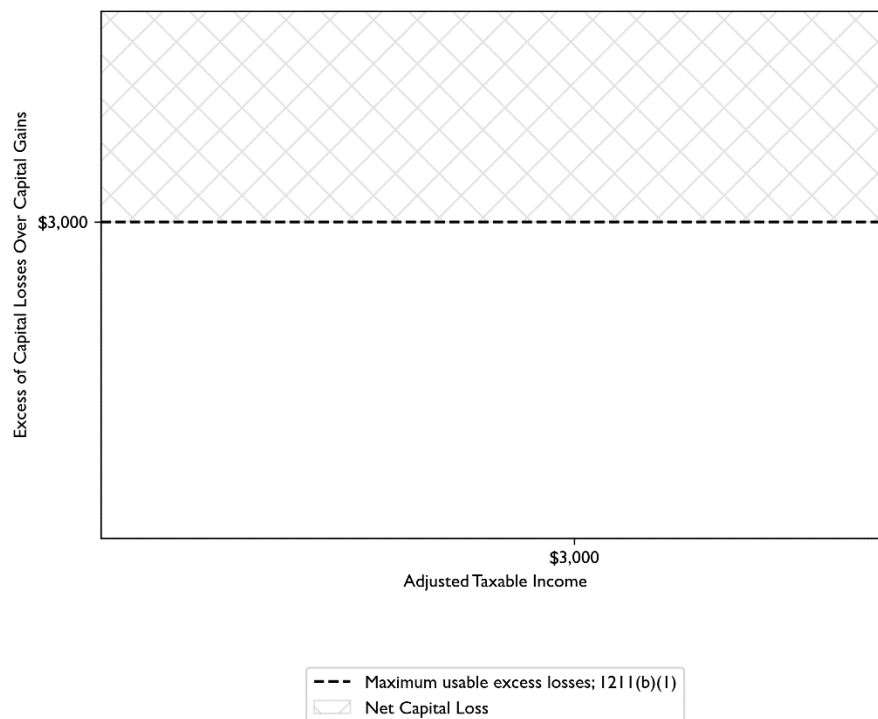 Excess of Capital Losses Over Capital Gains
$3,000
$3,000
Adjusted Taxable Income
Maximum usable excess losses; 1211(b)(1)
Net Capital Loss